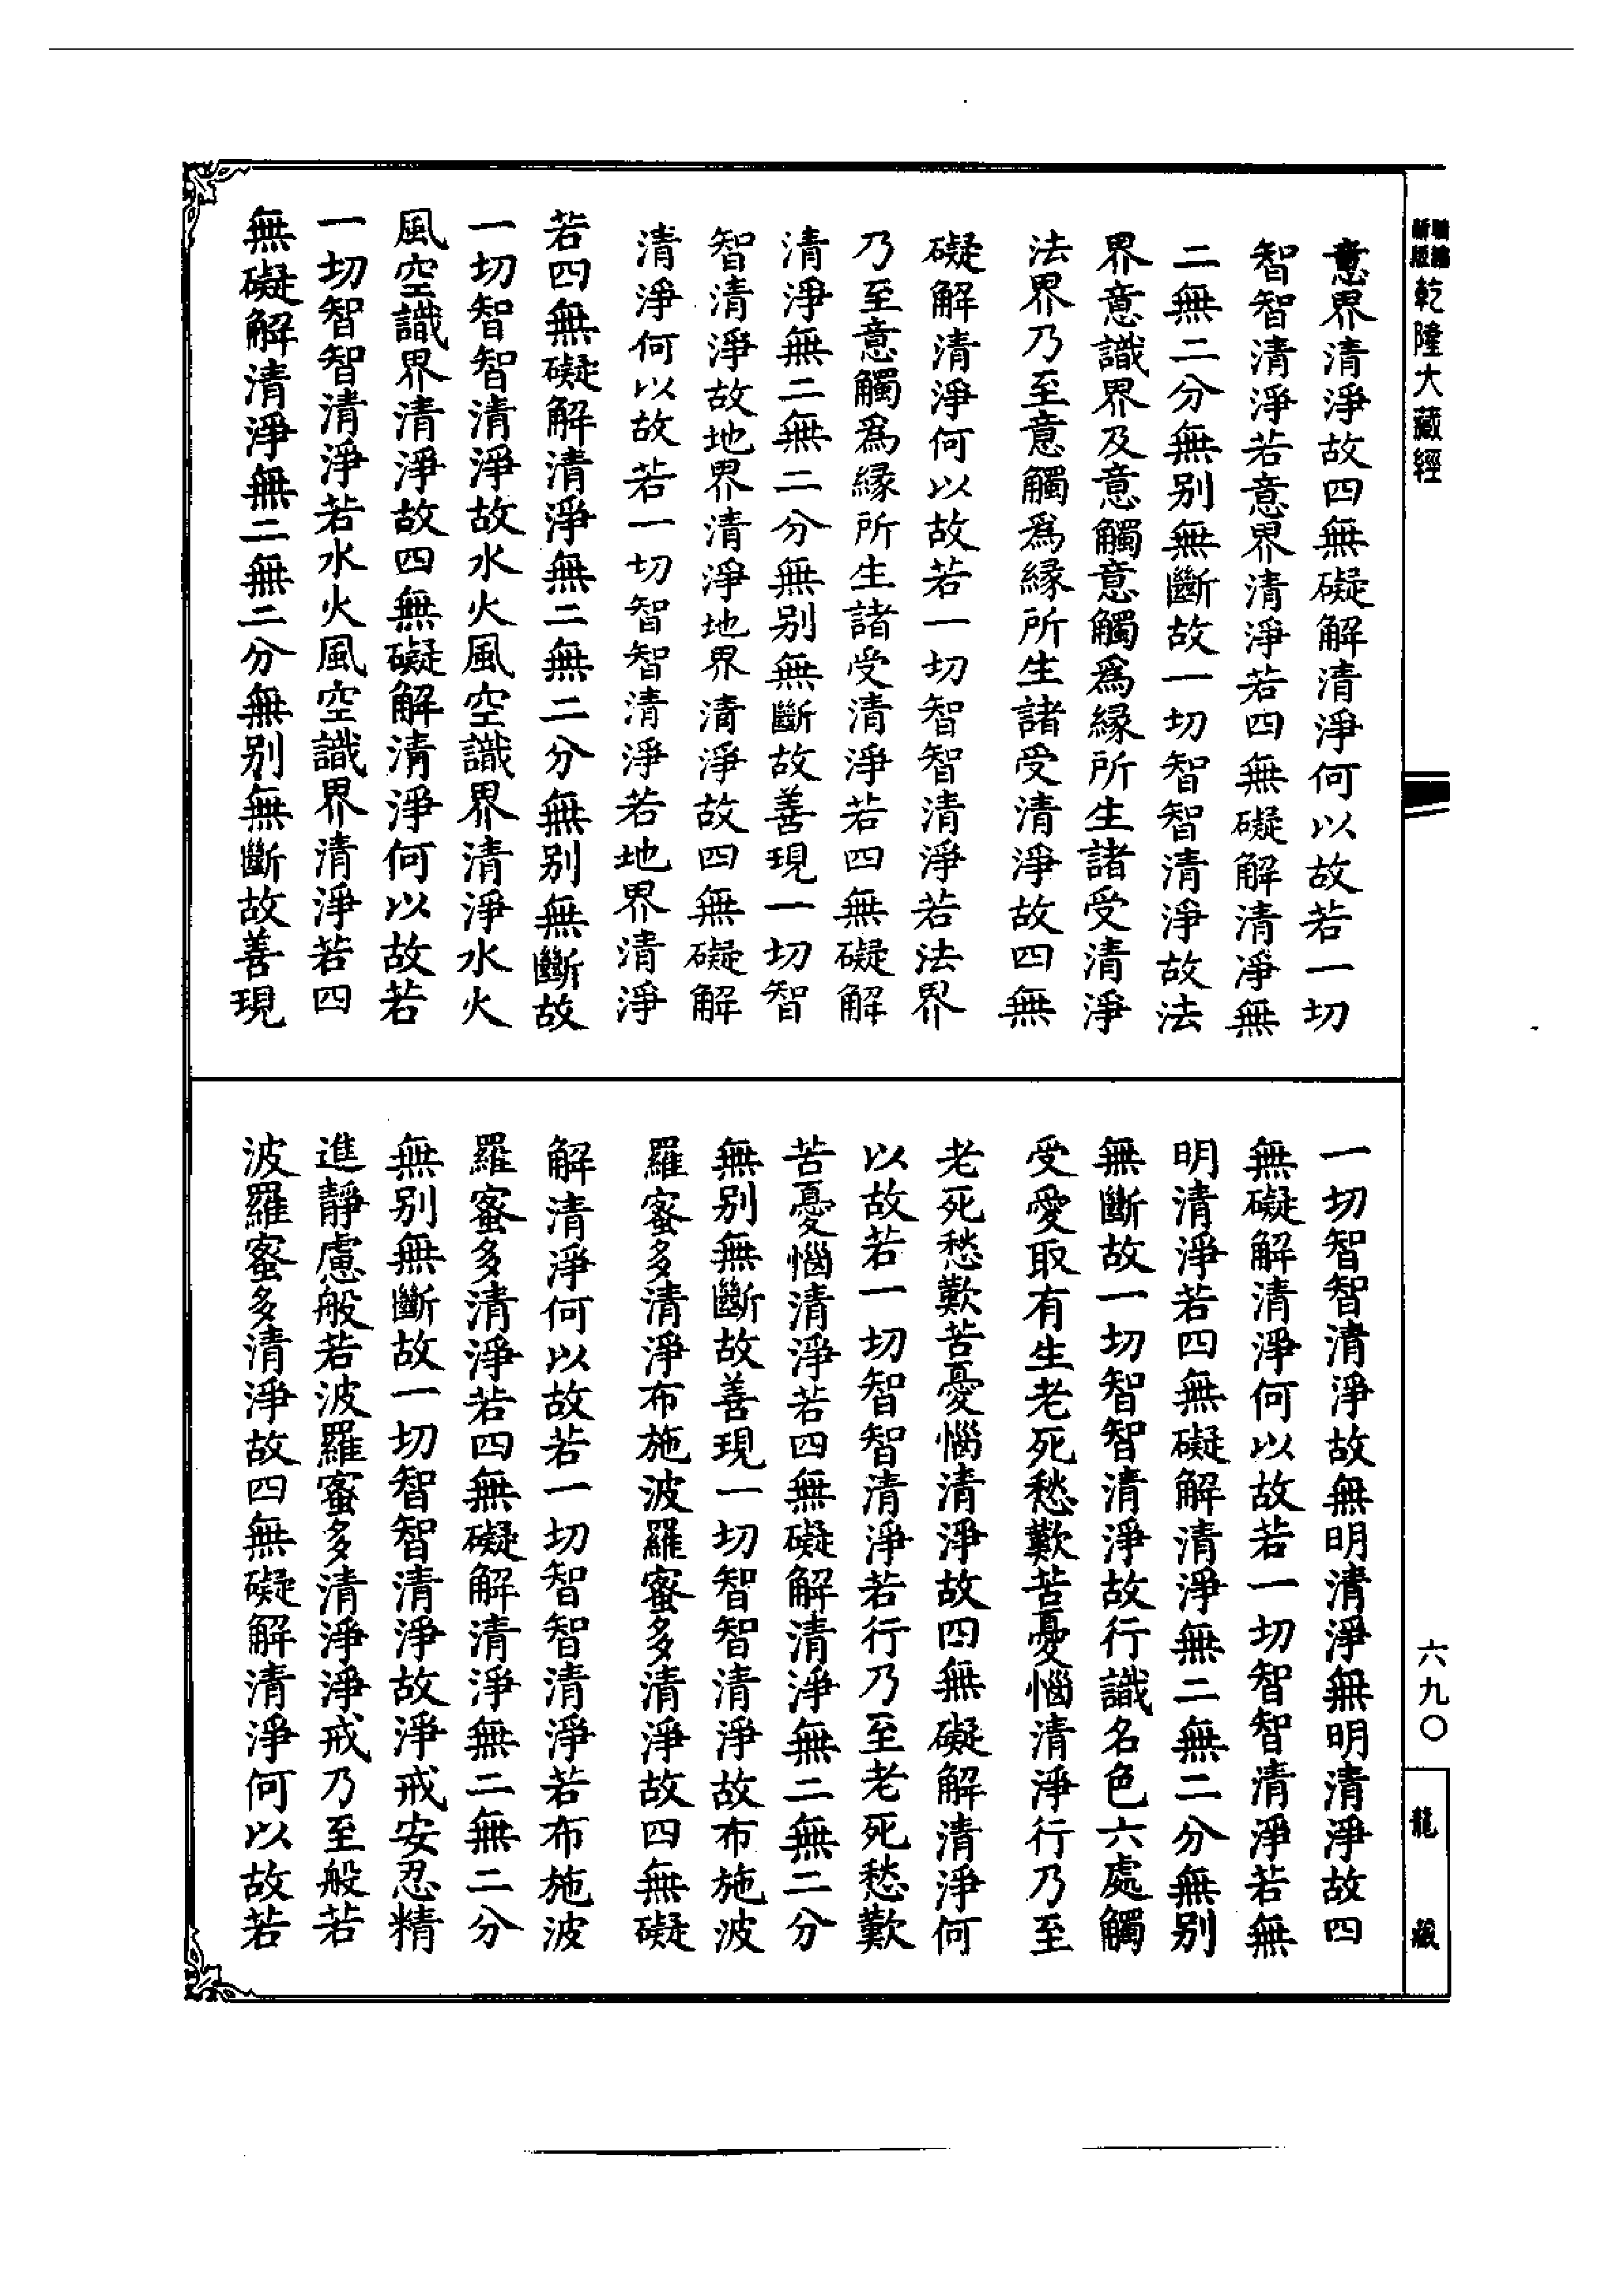 乾隆大藏經
意界清淨故四無礙解清淨何以故若一切
智智清淨若意界清淨若四無礙解清淨無
二無二分無别無斷故一切智智清淨故法
界意識界及意觸意觸爲緣所生諸受清淨
法界乃至意觸爲緣所生諸受清淨故四無
礙解清淨何以故若一切智智清淨若法界
乃至意觸爲緣所生諸受清淨若四無礙解
清淨無二無二分無别無斷故善現一切智
智清淨故地界清淨地界清淨故四無礙解
清淨何以故若一切智智清淨若地界清淨
若四無礙解清淨無二無二分無别無斷故
一切智智清淨故水火風空識界清淨水火
風空識界清淨故四無礙解清淨何以故若
一切智智清淨若水火風空識界清淨若四
無礙解清淨無二無二分無别無斷故善現
一切智智清淨故無明清淨無明清淨故四
無礙解清淨何以故若一切智智清淨若無
明清淨若四無礙解清淨無二無二分無别
無斷故一切智智清淨故行識名色六處觸
受愛取有生老死愁歎苦憂惱清淨行乃至
老死愁歎苦憂惱清淨故四無礙解清淨何
以故若一切智智清淨若行乃至老死愁歎
苦憂惱清淨若四無礙解清淨無二無二分
無别無斷故善現一切智智清淨故布施波
羅蜜多清淨布施波羅蜜多清淨故四無礙
解清淨何以故若一切智智清淨若布施波
羅蜜多清淨若四無礙解清淨無二無二分
無别無斷故一切智智清淨故淨戒安忍精
進靜慮般若波羅蜜多清淨淨戒乃至般若
波羅蜜多清淨故四無礙解清淨何以故若
六九〇
龍藏